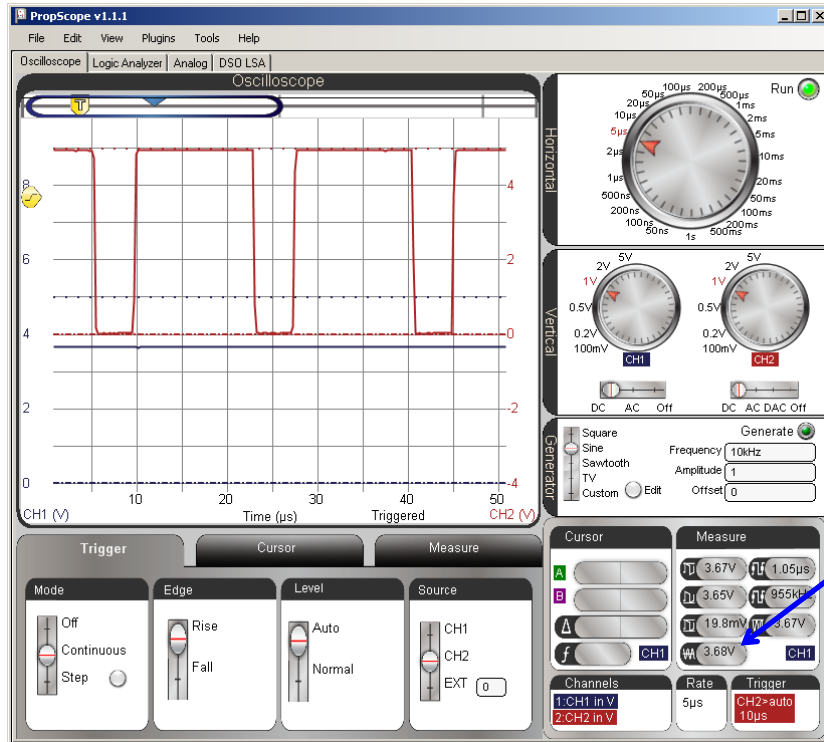 PropScope v1.1.1
File Edit View Plugins Tools Help
Oscilloscope Logic Analyzer Analog DSO LSA
Oscilloscope
T
8
6
4
2
0
4
2
0
-2
-4
10 20 30 40 50
CH1 (V) Time (µs) Triggered CH2 (V)
Horizontal
Run
50ns
100ns
200ns
500ns
1µs
2µs
5µs
10µs
20µs
50µs
100µs
200µs
500µs
1ms
2ms
5ms
10ms
20ms
50ms
100ms
200ms
500ms
1s
Vertical
5V
2V
1V
0.5V
0.2V
100mV
CH1
DC AC Off
5V
2V
1V
0.5V
0.2V
100mV
CH2
DC AC DAC Off
Generator
Square
Sine
Sawtooth
TV
Custom Edit
Generate
Frequency 10kHz
Amplitude 1
Offset 0
Trigger Cursor Measure
Mode
Off
Continuous
Step
Edge
Rise
Fall
Level
Auto
Normal
Source
CH1
CH2
EXT 0
Cursor
A
B
Δ
f CH1
Measure
3.67V 1.05µs
3.65V 955kHz
19.8mV 3.67V
3.68V CH1
Channels
1:CH1 in V
2:CH2 in V
Rate
5µs
Trigger
CH2>auto
10µs